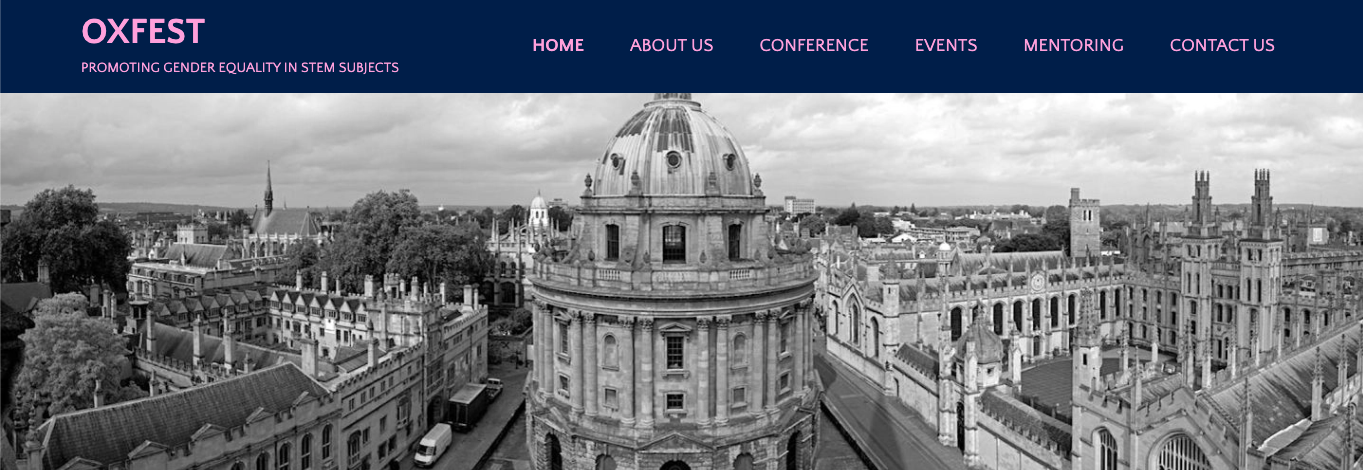 OXFEST
PROMOTING GENDER EQUALITY IN STEM SUBJECTS
HOME ABOUT US CONFERENCE EVENTS MENTORING CONTACT US